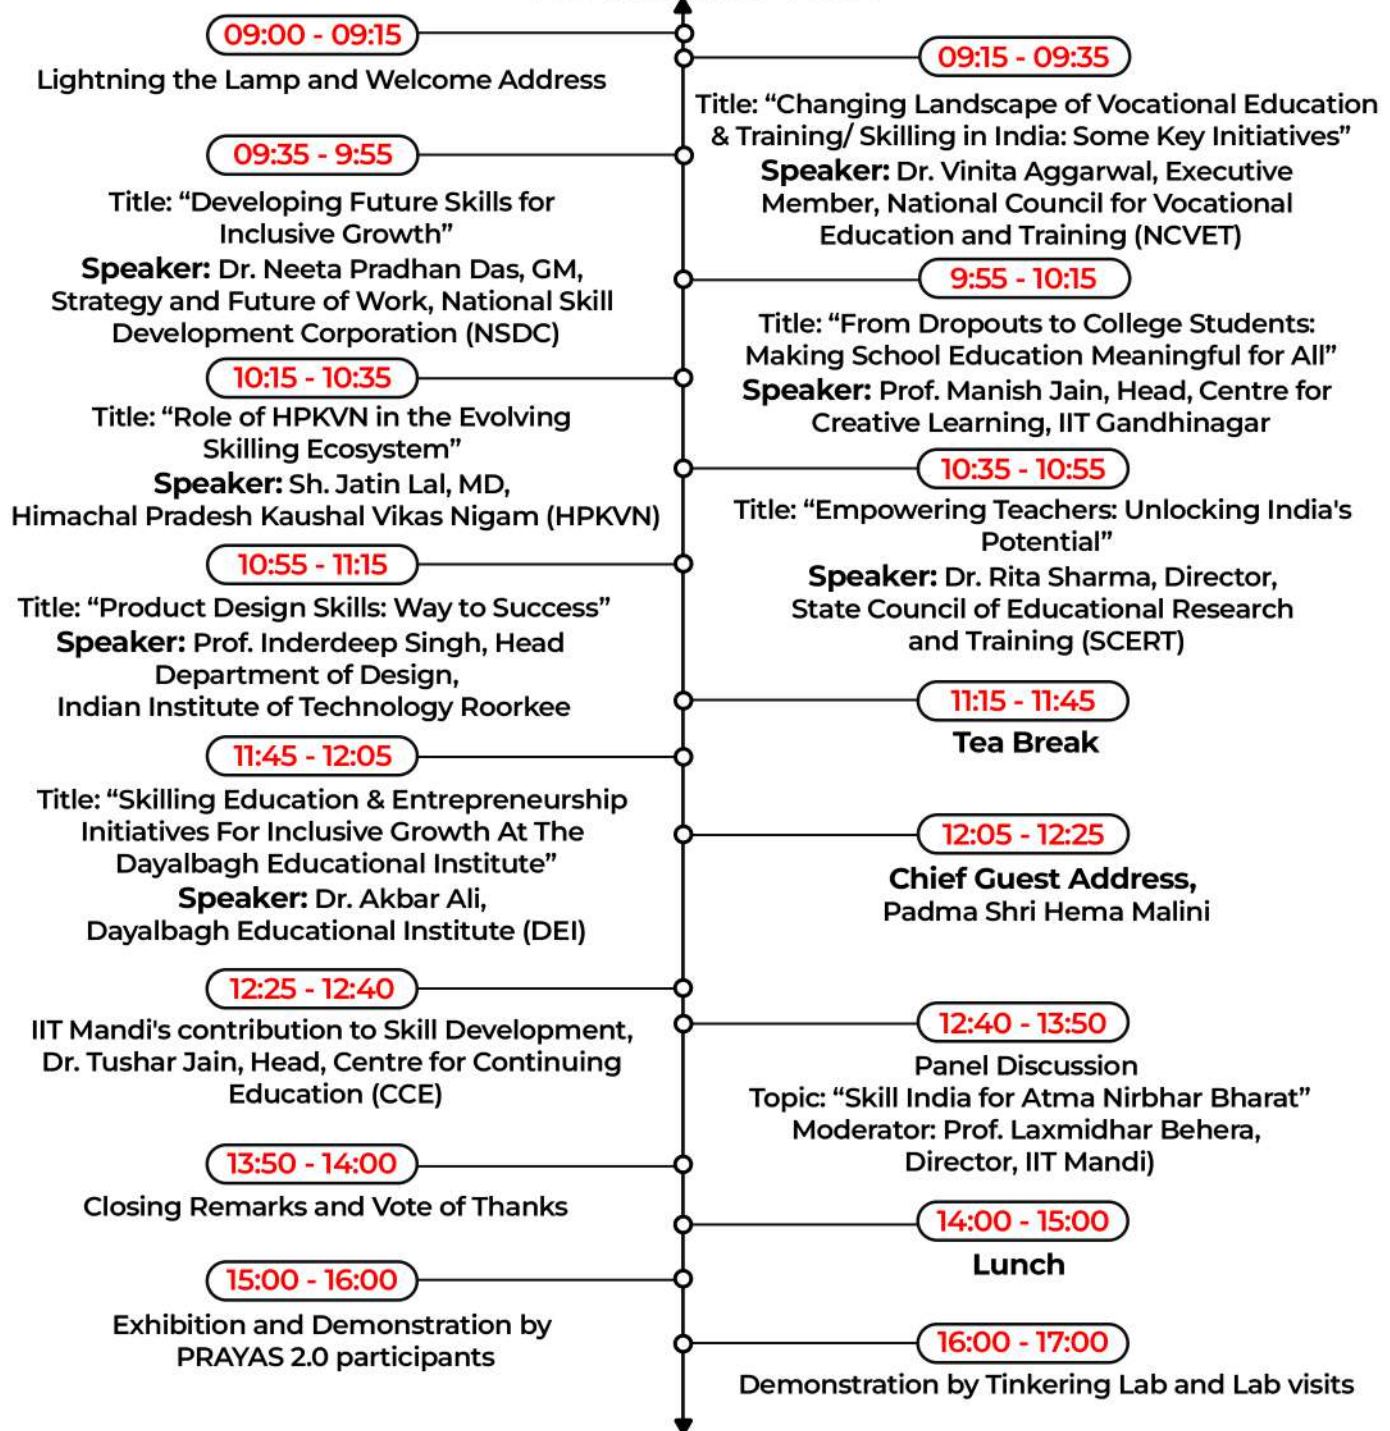 09:00 - 09:15
Lightning the Lamp and Welcome Address
09:15 - 09:35
Title: “Changing Landscape of Vocational Education
& Training/ Skilling in India: Some Key Initiatives”
Speaker: Dr. Vinita Aggarwal, Executive
Member, National Council for Vocational
Education and Training (NCVET)
09:35 - 9:55
Title: “Developing Future Skills for
Inclusive Growth”
Speaker: Dr. Neeta Pradhan Das, GM,
Strategy and Future of Work, National Skill
Development Corporation (NSDC)
9:55 - 10:15
Title: “From Dropouts to College Students:
Making School Education Meaningful for All”
Speaker: Prof. Manish Jain, Head, Centre for
Creative Learning, IIT Gandhinagar
10:15 - 10:35
Title: “Role of HPKVN in the Evolving
Skilling Ecosystem”
Speaker: Sh. Jatin Lal, MD,
Himachal Pradesh Kaushal Vikas Nigam (HPKVN)
10:35 - 10:55
Title: “Empowering Teachers: Unlocking India's
Potential”
Speaker: Dr. Rita Sharma, Director,
State Council of Educational Research
and Training (SCERT)
10:55 - 11:15
Title: “Product Design Skills: Way to Success”
Speaker: Prof. Inderdeep Singh, Head
Department of Design,
Indian Institute of Technology Roorkee
11:15 - 11:45
Tea Break
11:45 - 12:05
Title: “Skilling Education & Entrepreneurship
Initiatives For Inclusive Growth At The
Dayalbagh Educational Institute”
Speaker: Dr. Akbar Ali,
Dayalbagh Educational Institute (DEI)
12:05 - 12:25
Chief Guest Address,
Padma Shri Hema Malini
12:25 - 12:40
IIT Mandi's contribution to Skill Development,
Dr. Tushar Jain, Head, Centre for Continuing
Education (CCE)
12:40 - 13:50
Panel Discussion
Topic: “Skill India for Atma Nirbhar Bharat”
Moderator: Prof. Laxmidhar Behera,
Director, IIT Mandi)
13:50 - 14:00
Closing Remarks and Vote of Thanks
14:00 - 15:00
Lunch
15:00 - 16:00
Exhibition and Demonstration by
PRAYAS 2.0 participants
16:00 - 17:00
Demonstration by Tinkering Lab and Lab visits